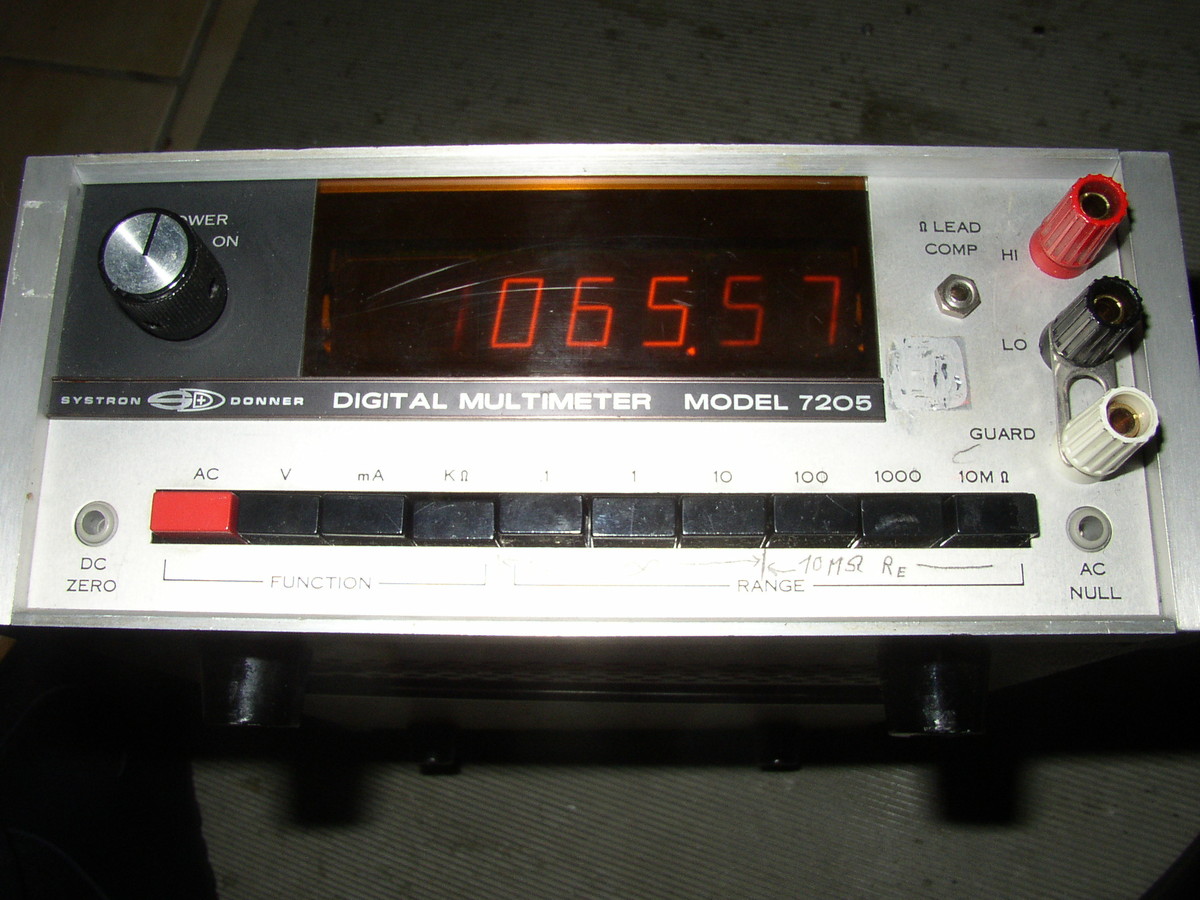 POWER
ON
065.57
Ω LEAD
COMP
HI
LO
GUARD
SYSTRON DONNER DIGITAL MULTIMETER MODEL 7205
AC V mA KΩ .1 1 10 100 1000 10M Ω
DC
ZERO
FUNCTION
10MΩ RE
RANGE
AC
NULL